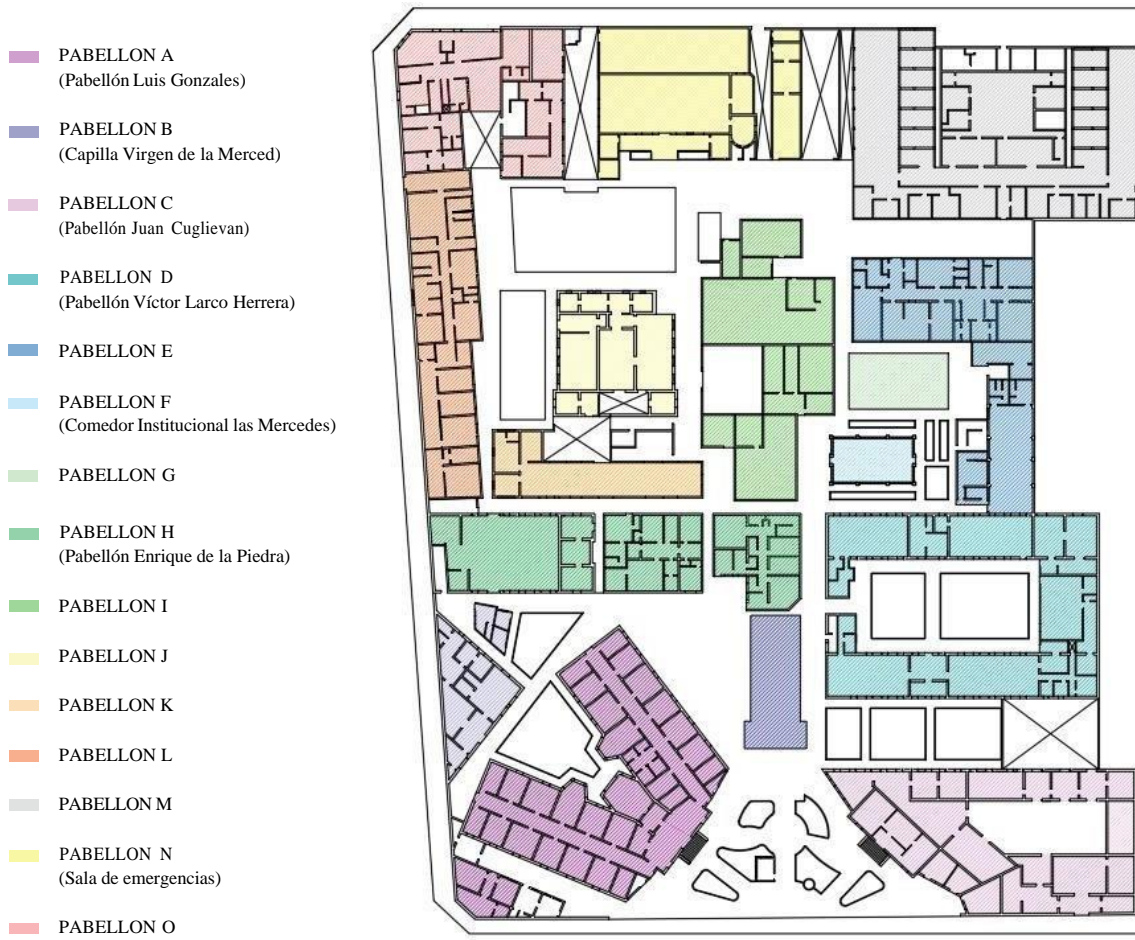 PABELLON A
(Pabellón Luis Gonzales)
PABELLON B
(Capilla Virgen de la Merced)
PABELLON C
(Pabellón Juan Cuglievan)
PABELLON D
(Pabellón Víctor Larco Herrera)
PABELLON E
PABELLON F
(Comedor Institucional las Mercedes)
PABELLON G
PABELLON H
(Pabellón Enrique de la Piedra)
PABELLON I
PABELLON J
PABELLON K
PABELLON L
PABELLON M
PABELLON N
(Sala de emergencias)
PABELLON O